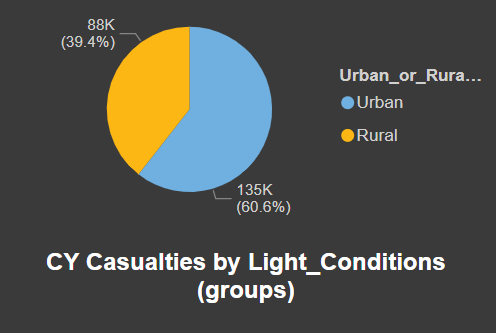 88K
(39.4%)
Urban_or_Rura...
Urban
Rural
135K
(60.6%)
CY Casualties by Light_Conditions
(groups)